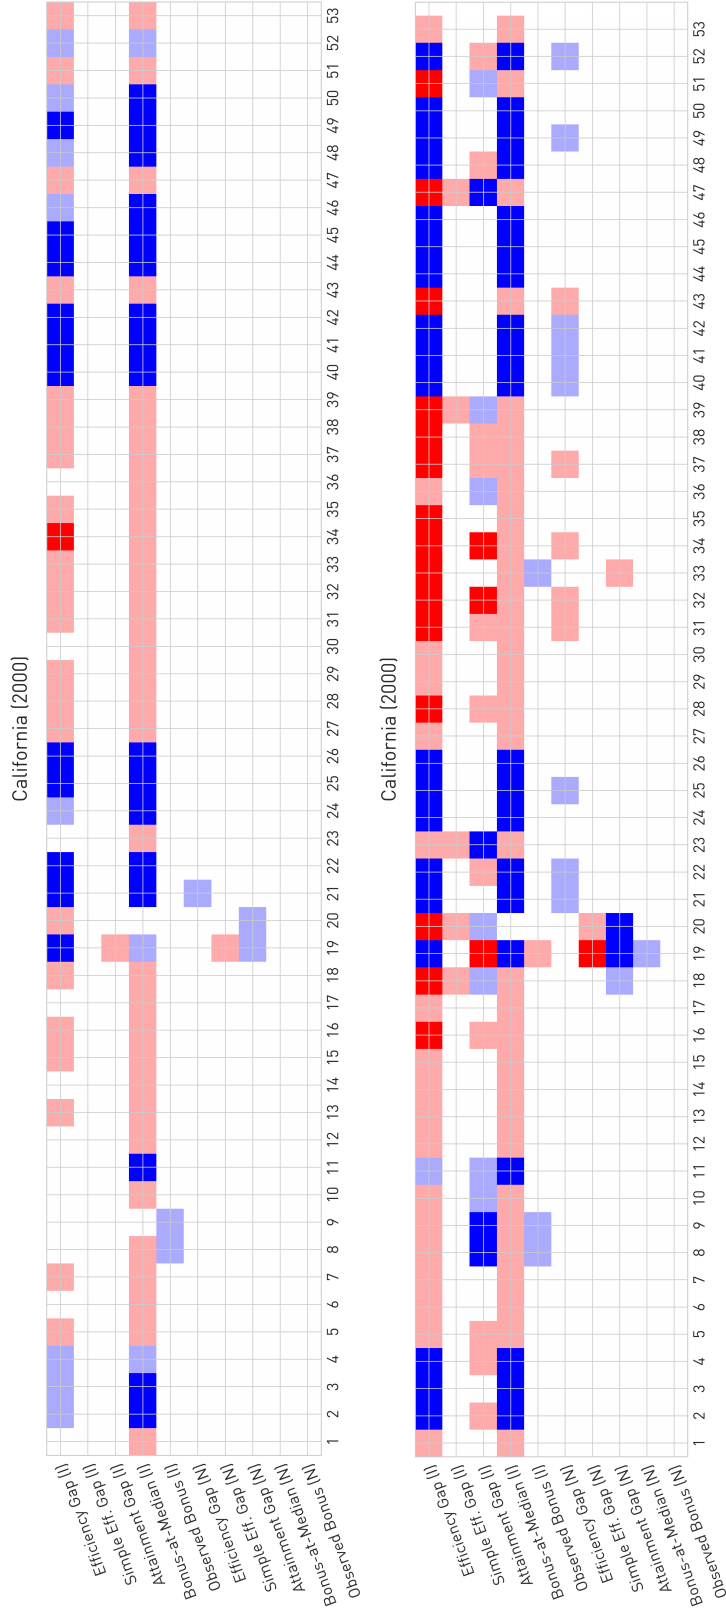 California (2000)
Efficiency Gap (I)
Simple Eff. Gap (I)
Attainment Gap (I)
Bonus-at-Median (I)
Observed Bonus (I)
Efficiency Gap (N)
Simple Eff. Gap (N)
Attainment Gap (N)
Bonus-at-Median (N)
Observed Bonus (N)
1 2 3 4 5 6 7 8 9 10 11 12 13 14 15 16 17 18 19 20 21 22 23 24 25 26 27 28 29 30 31 32 33 34 35 36 37 38 39 40 41 42 43 44 45 46 47 48 49 50 51 52 53
California (2000)
Efficiency Gap (I)
Simple Eff. Gap (I)
Attainment Gap (I)
Bonus-at-Median (I)
Observed Bonus (I)
Efficiency Gap (N)
Simple Eff. Gap (N)
Attainment Gap (N)
Bonus-at-Median (N)
Observed Bonus (N)
1 2 3 4 5 6 7 8 9 10 11 12 13 14 15 16 17 18 19 20 21 22 23 24 25 26 27 28 29 30 31 32 33 34 35 36 37 38 39 40 41 42 43 44 45 46 47 48 49 50 51 52 53